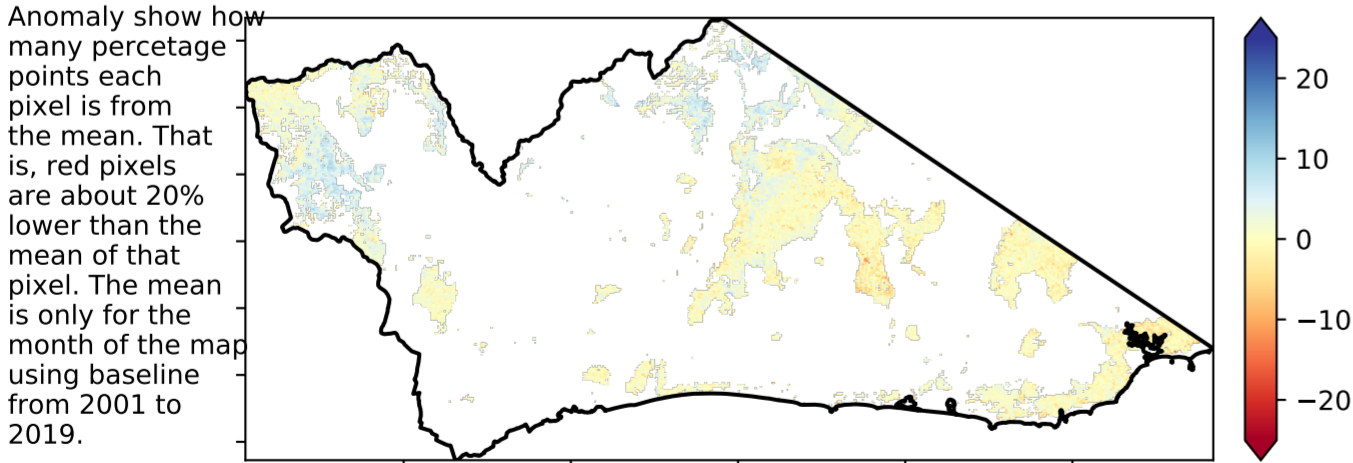 Anomaly show how
many percetage
points each
pixel is from
the mean. That
is, red pixels
are about 20%
lower than the
mean of that
pixel. The mean
is only for the
month of the map
using baseline
from 2001 to
2019.
20
10
0
−10
−20